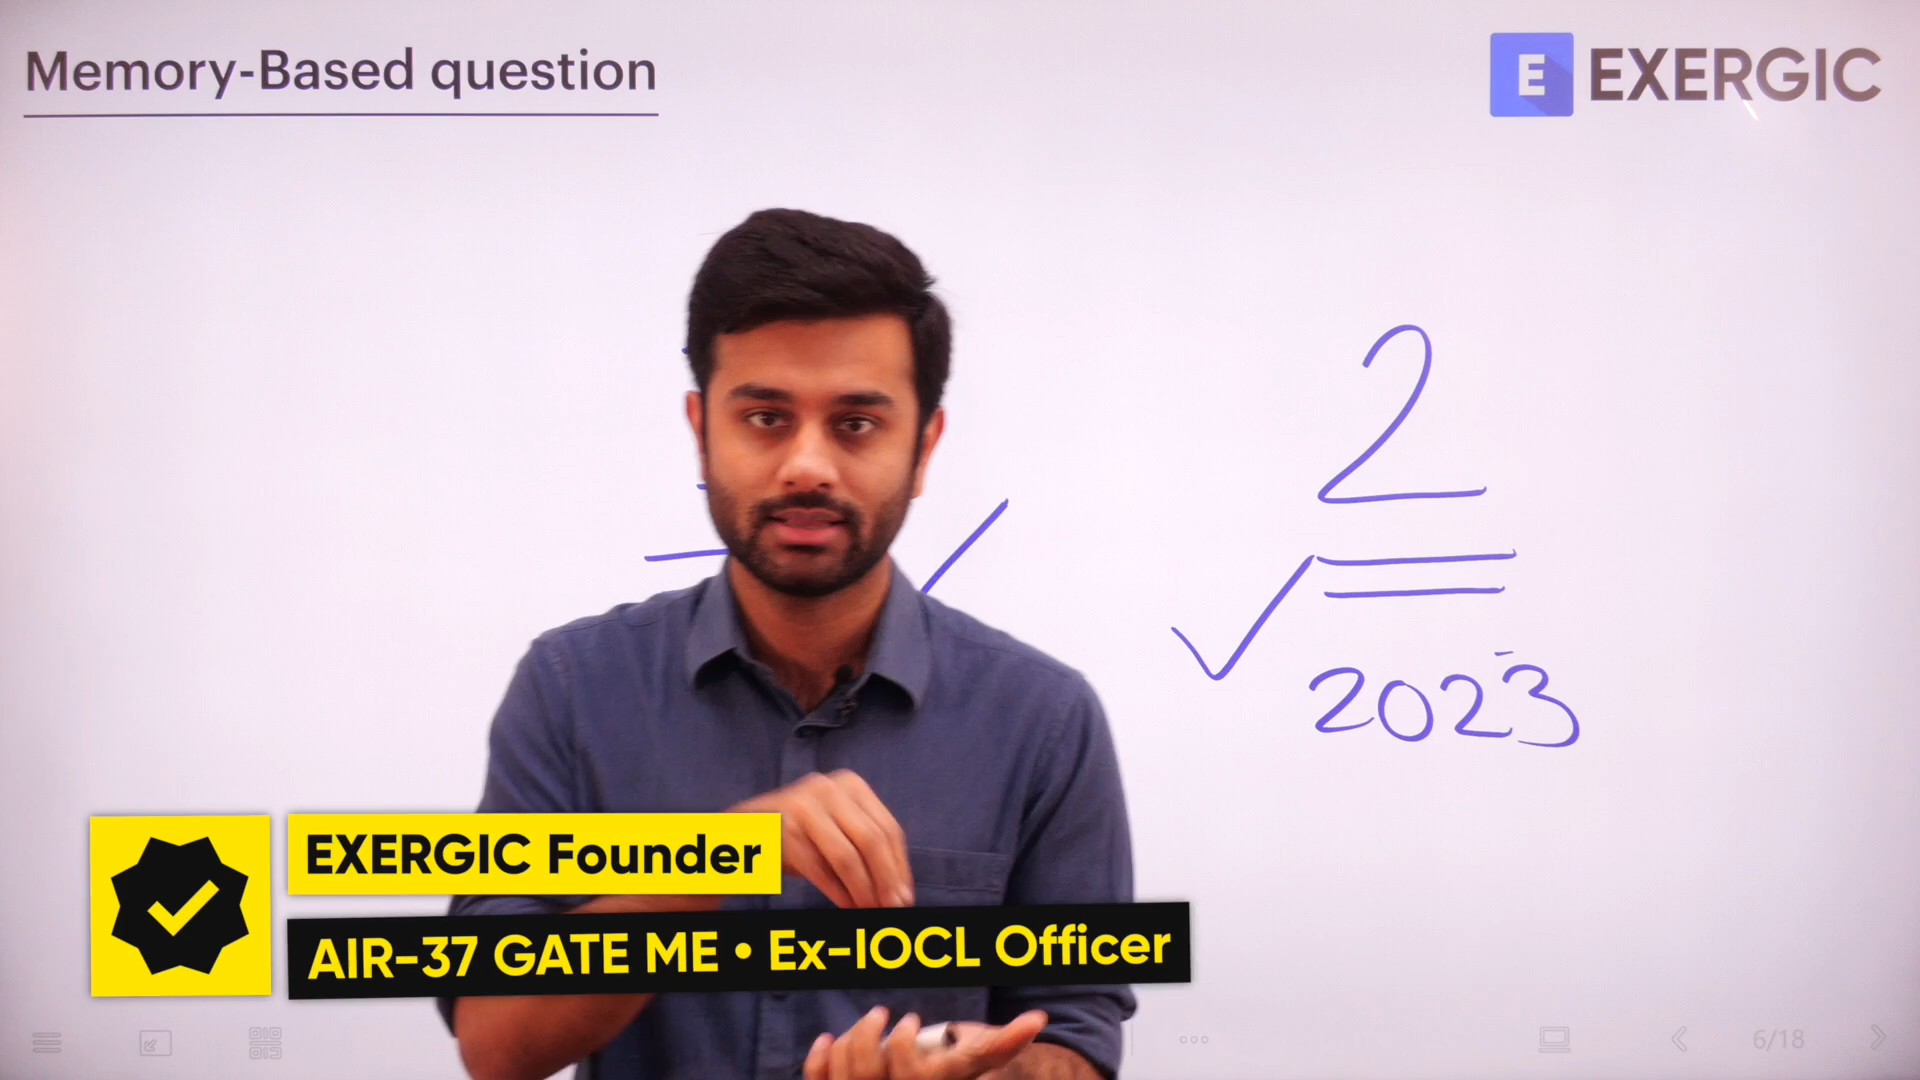 Memory-Based question
E EXERGIC
2
2023
EXERGIC Founder
AIR-37 GATE ME • Ex-IOCL Officer
6/18